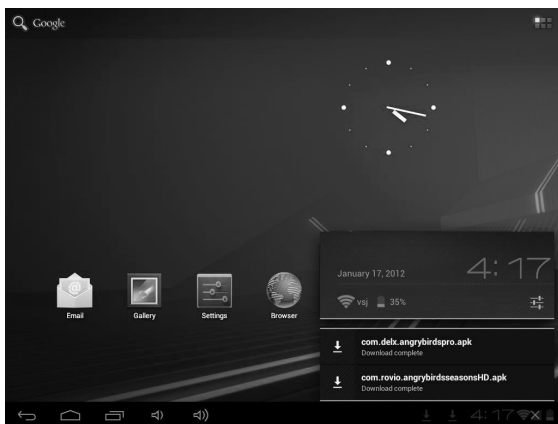 Google
January 17, 2012
4:17
vsj 35%
Email
Gallery
Settings
Browser
com.delx.angrybirdspro.apk
Download complete
com.rovio.angrybirdsseasonsHD.apk
Download complete
4:17